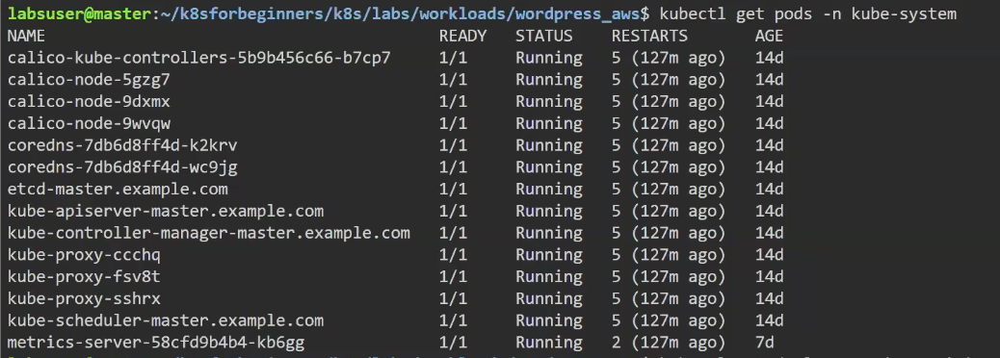 labsuser@master:~/k8sforbeginners/k8s/labs/workloads/wordpress_aws$ kubectl get pods -n kube-system
NAME READY STATUS RESTARTS AGE
calico-kube-controllers-5b9b456c66-b7cp7 1/1 Running 5 (127m ago) 14d
calico-node-5gzg7 1/1 Running 5 (127m ago) 14d
calico-node-9dxmx 1/1 Running 5 (127m ago) 14d
calico-node-9wvqw 1/1 Running 5 (127m ago) 14d
coredns-7db6d8ff4d-k2krv 1/1 Running 5 (127m ago) 14d
coredns-7db6d8ff4d-wc9jg 1/1 Running 5 (127m ago) 14d
etcd-master.example.com 1/1 Running 5 (127m ago) 14d
kube-apiserver-master.example.com 1/1 Running 5 (127m ago) 14d
kube-controller-manager-master.example.com 1/1 Running 5 (127m ago) 14d
kube-proxy-ccchq 1/1 Running 5 (127m ago) 14d
kube-proxy-fsv8t 1/1 Running 5 (127m ago) 14d
kube-proxy-sshrx 1/1 Running 5 (127m ago) 14d
kube-scheduler-master.example.com 1/1 Running 5 (127m ago) 14d
metrics-server-58cfd9b4b4-kb6gg 1/1 Running 2 (127m ago) 7d